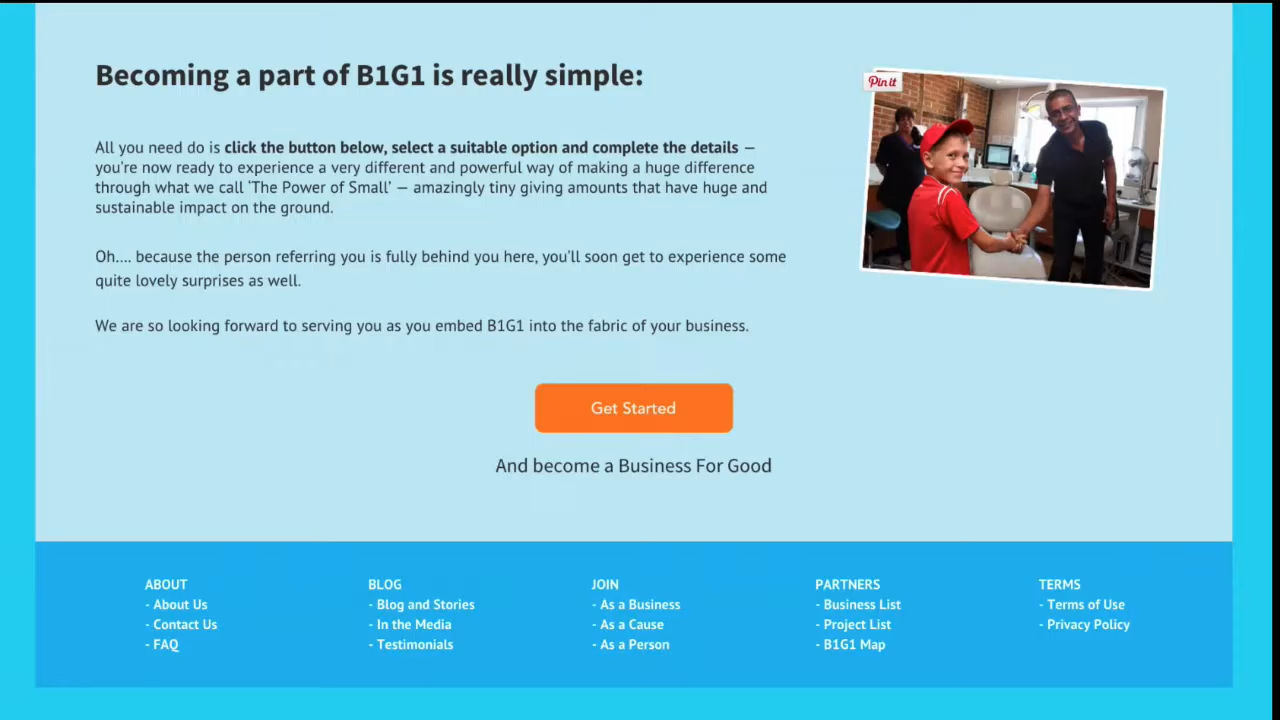 Becoming a part of B1G1 is really simple:
Pin it
All you need do is click the button below, select a suitable option and complete the details —
you're now ready to experience a very different and powerful way of making a huge difference
through what we call ‘The Power of Small’ — amazingly tiny giving amounts that have huge and
sustainable impact on the ground.
Oh.... because the person referring you is fully behind you here, you'll soon get to experience some
quite lovely surprises as well.
We are so looking forward to serving you as you embed B1G1 into the fabric of your business.
Get Started
And become a Business For Good
ABOUT
- About Us
- Contact Us
- FAQ
BLOG
- Blog and Stories
- In the Media
- Testimonials
JOIN
- As a Business
- As a Cause
- As a Person
PARTNERS
- Business List
- Project List
- B1G1 Map
TERMS
- Terms of Use
- Privacy Policy